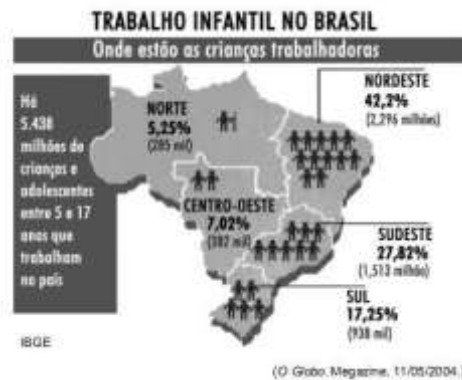 TRABALHO INFANTIL NO BRASIL
Onde estão as crianças trabalhadoras
Há
5.438
milhões de
crianças e
adolescentes
entre 5 e 17
anos que
trabalham
no país
NORTE
5,25%
(285 mil)
NORDESTE
42,2%
(2,296 milhões)
CENTRO-OESTE
7,02%
(382 mil)
SUDESTE
27,82%
(1,513 milhão)
SUL
17,25%
(938 mil)
IBGE
(O Globo. Megazine, 11/05/2004.)